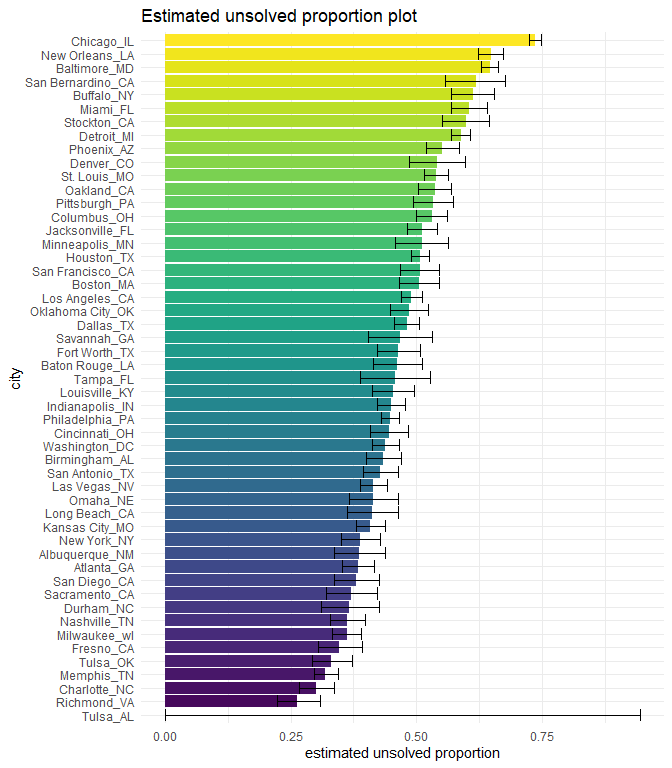 Estimated unsolved proportion plot
Chicago_IL
New Orleans_LA
Baltimore_MD
San Bernardino_CA
Buffalo_NY
Miami_FL
Stockton_CA
Detroit_MI
Phoenix_AZ
Denver_CO
St. Louis_MO
Oakland_CA
Pittsburgh_PA
Columbus_OH
Jacksonville_FL
Minneapolis_MN
Houston_TX
San Francisco_CA
Boston_MA
Los Angeles_CA
Oklahoma City_OK
Dallas_TX
Savannah_GA
Fort Worth_TX
Baton Rouge_LA
Tampa_FL
Louisville_KY
Indianapolis_IN
Philadelphia_PA
Cincinnati_OH
Washington_DC
Birmingham_AL
San Antonio_TX
Las Vegas_NV
Omaha_NE
Long Beach_CA
Kansas City_MO
New York_NY
Albuquerque_NM
Atlanta_GA
San Diego_CA
Sacramento_CA
Durham_NC
Nashville_TN
Milwaukee_wI
Fresno_CA
Tulsa_OK
Memphis_TN
Charlotte_NC
Richmond_VA
Tulsa_AL
city
0.00 0.25 0.50 0.75
estimated unsolved proportion